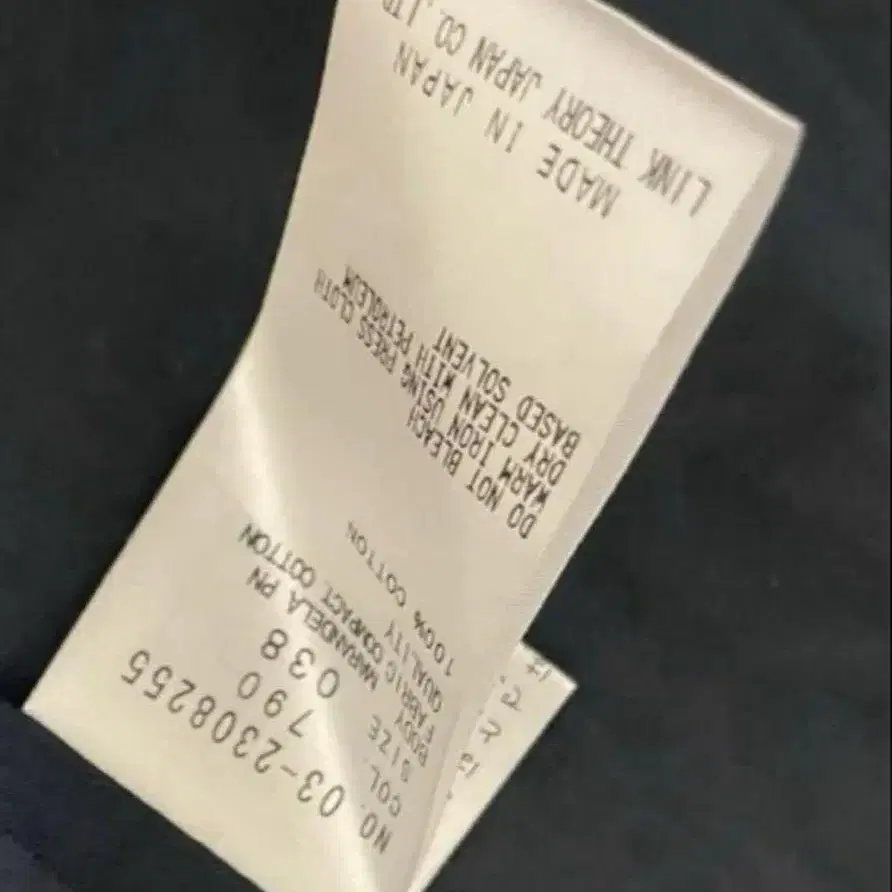 NO. 03-2308255
COL. 790
SIZE 038
BODY MARANDELA PN
FABRIC COMPACT COTTON
QUALITY
100% COTTON
DO NOT BLEACH
WARM IRON USING PRESS CLOTH
DRY CLEAN WITH PETROLEUM
BASED SOLVENT
MADE IN JAPAN
LINK THEORY JAPAN CO.,LTD